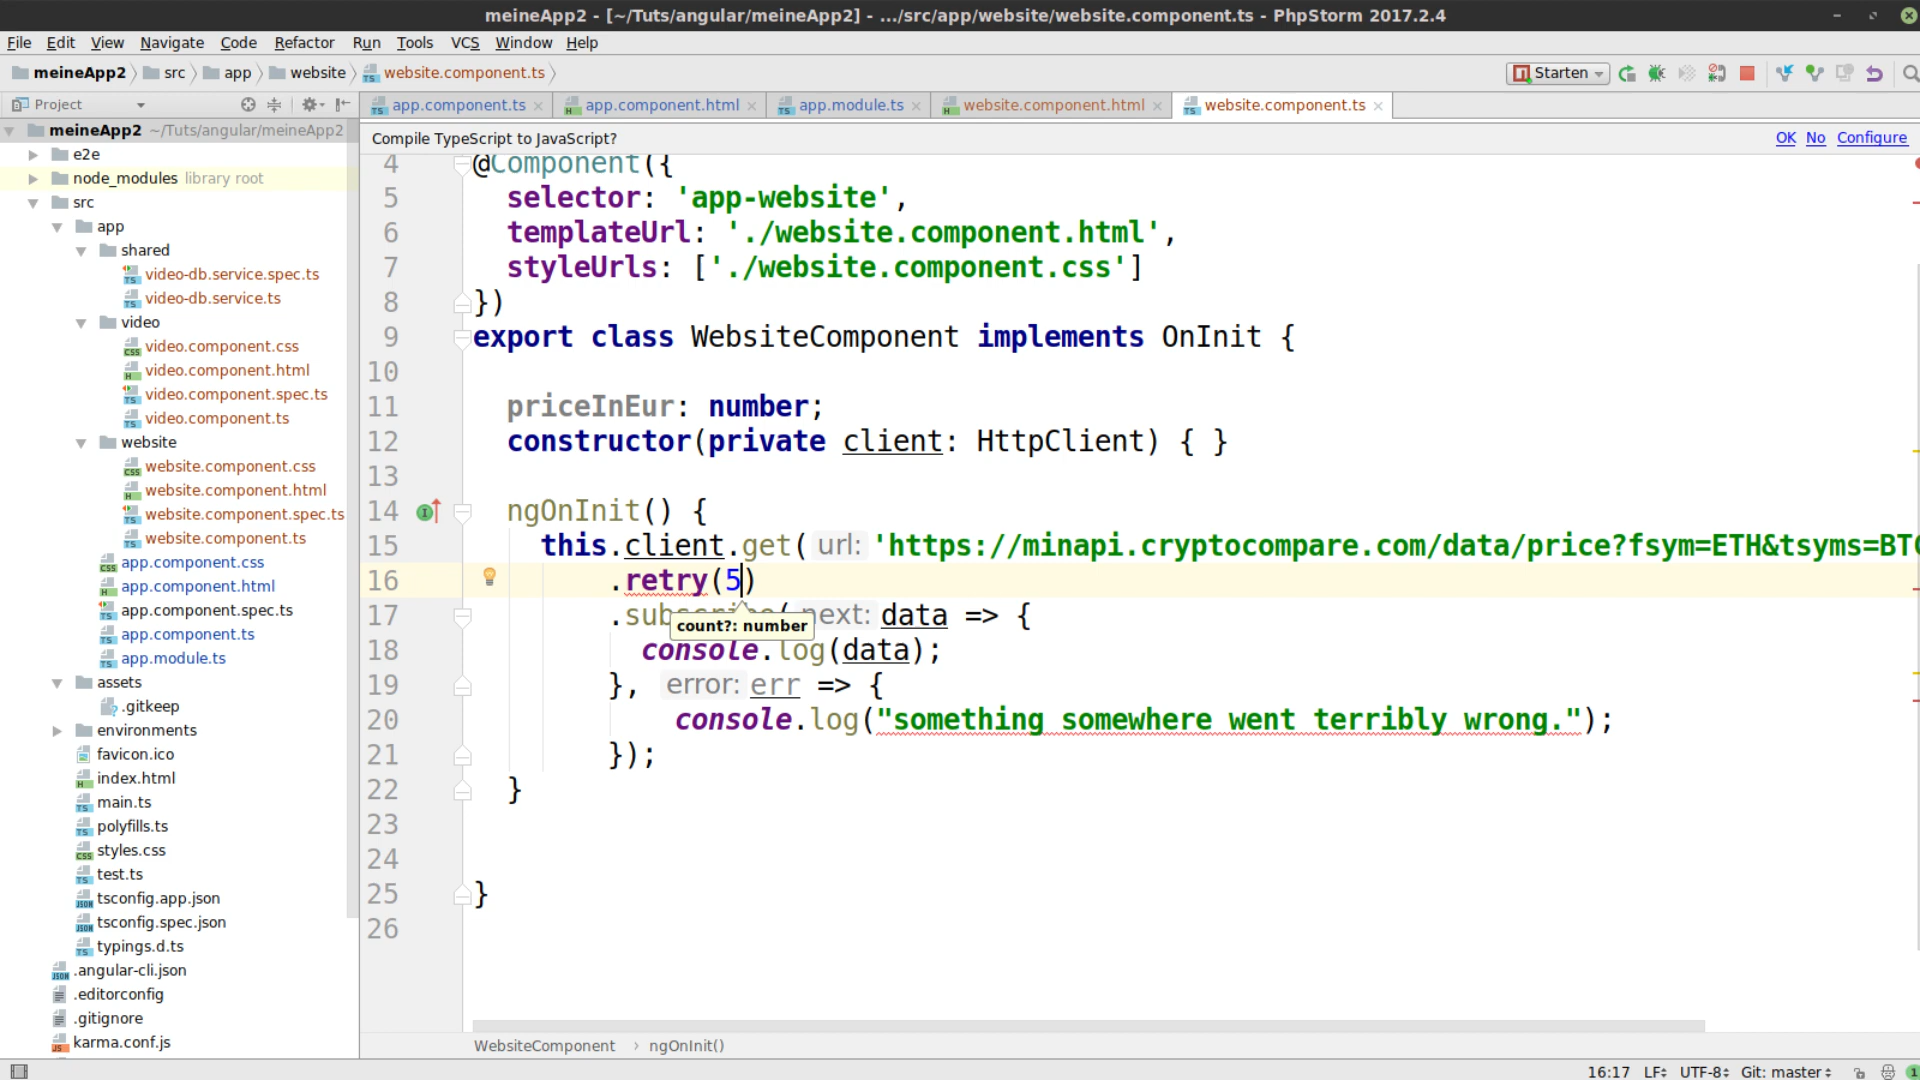 meineApp2 - [~/Tuts/angular/meineApp2] - .../src/app/website/website.component.ts - PhpStorm 2017.2.4
File Edit View Navigate Code Refactor Run Tools VCS Window Help
meineApp2 src app website website.component.ts Starten
Project
app.component.ts app.component.html app.module.ts website.component.html website.component.ts
Compile TypeScript to JavaScript? OK No Configure
meineApp2 ~/Tuts/angular/meineApp2
e2e
node_modules library root
src
app
shared
video-db.service.spec.ts
video-db.service.ts
video
video.component.css
video.component.html
video.component.spec.ts
video.component.ts
website
website.component.css
website.component.html
website.component.spec.ts
website.component.ts
app.component.css
app.component.html
app.component.spec.ts
app.component.ts
app.module.ts
assets
.gitkeep
environments
favicon.ico
index.html
main.ts
polyfills.ts
styles.css
test.ts
tsconfig.app.json
tsconfig.spec.json
typings.d.ts
.angular-cli.json
.editorconfig
.gitignore
karma.conf.js
4 @Component({
5 selector: 'app-website',
6 templateUrl: './website.component.html',
7 styleUrls: ['./website.component.css']
8 })
9 export class WebsiteComponent implements OnInit {
10
11 priceInEur: number;
12 constructor(private client: HttpClient) { }
13
14 ngOnInit() {
15 this.client.get( url: 'https://minapi.cryptocompare.com/data/price?fsym=ETH&tsyms=BTC
16 .retry(5)
17 .subscribe( next: data => {
count?: number
18 console.log(data);
19 }, error: err => {
20 console.log("something somewhere went terribly wrong.");
21 });
22 }
23
24
25 }
26
WebsiteComponent › ngOnInit()
16:17 LF UTF-8 Git: master 1